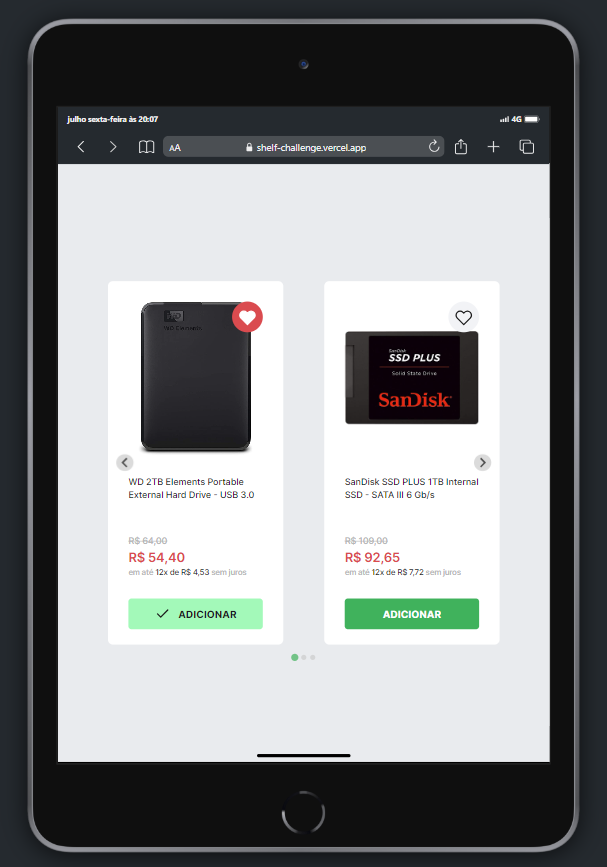 julho sexta-feira às 20:07
4G
AA
shelf-challenge.vercel.app
WD
WD Elements
SanDisk
SSD PLUS
Solid State Drive
SanDisk
WD 2TB Elements Portable
External Hard Drive - USB 3.0
R$ 64,00
R$ 54,40
em até 12x de R$ 4,53 sem juros
ADICIONAR
SanDisk SSD PLUS 1TB Internal
SSD - SATA III 6 Gb/s
R$ 109,00
R$ 92,65
em até 12x de R$ 7,72 sem juros
ADICIONAR